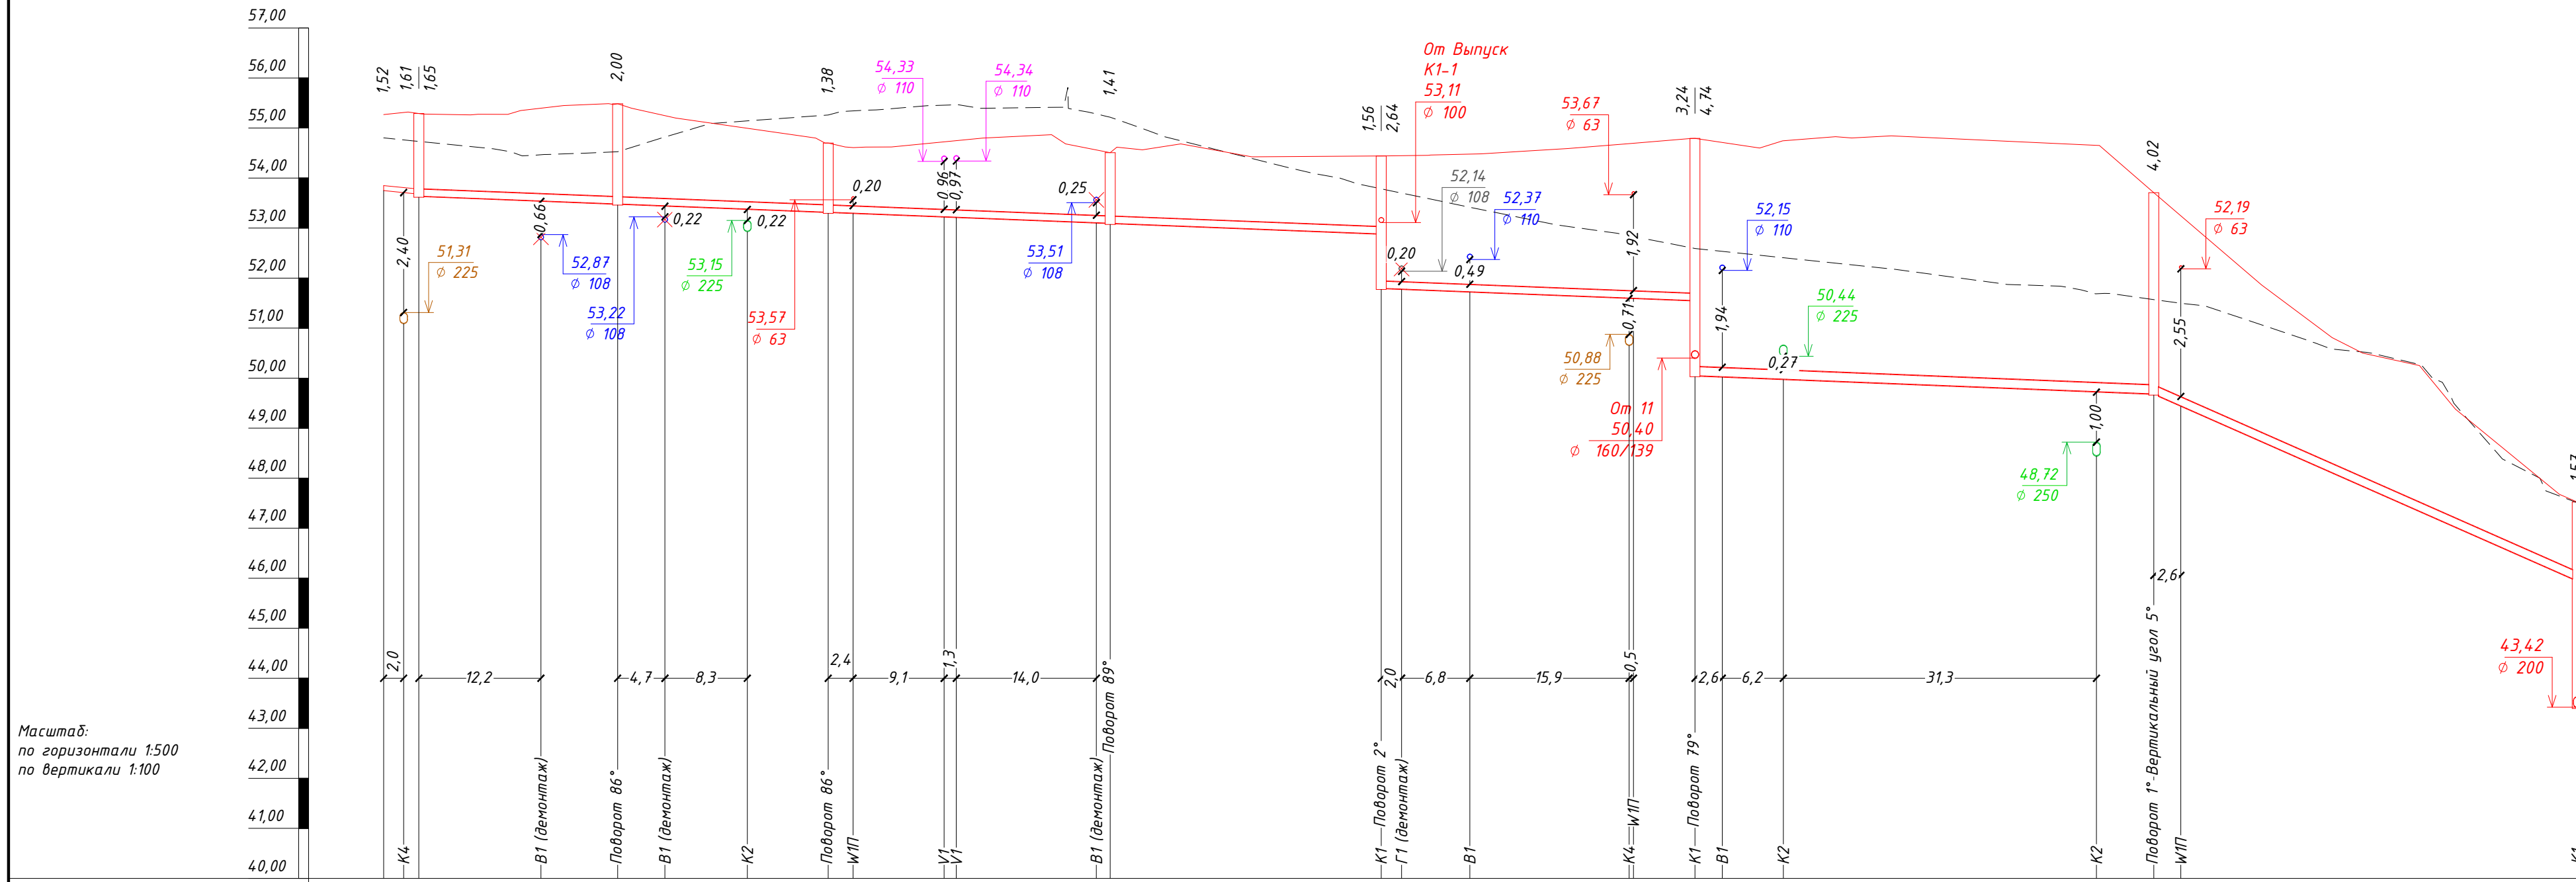 57,00
56,00
55,00
54,00
53,00
52,00
51,00
50,00
49,00
48,00
47,00
46,00
45,00
44,00
43,00
42,00
41,00
40,00
Масштаб:
по горизонтали 1:500
по вертикали 1:100
1,52
1,61
1,65
2,00
1,38
54,33
ϕ 110
54,34
ϕ 110
1,41
От Выпуск
К1-1
53,11
ϕ 100
1,56
2,64
53,67
ϕ 63
3,24
4,74
4,02
52,19
ϕ 63
2,40
51,31
ϕ 225
0,66
52,87
ϕ 108
53,22
ϕ 108
0,22
53,15
ϕ 225
0,22
53,57
ϕ 63
0,20
0,96
0,97
0,25
53,51
ϕ 108
52,14
ϕ 108
0,20
52,37
ϕ 110
0,49
1,92
0,71
50,88
ϕ 225
От 11
50,40
ϕ 160/139
52,15
ϕ 110
1,94
50,44
ϕ 225
0,27
1,00
48,72
ϕ 250
2,55
2,6
43,42
ϕ 200
2,0
12,2
4,7
8,3
2,4
9,1
1,3
14,0
2,0
6,8
15,9
0,5
2,6
6,2
31,3
К4
В1 (демонтаж)
Поворот 86°
В1 (демонтаж)
К2
Поворот 86°
W1П
V1
V1
В1 (демонтаж)
Поворот 89°
К1
Поворот 2°
Г1 (демонтаж)
В1
К4
W1П
К1
Поворот 79°
В1
К2
К2
Поворот 1°-Вертикальный угол 5°
W1П